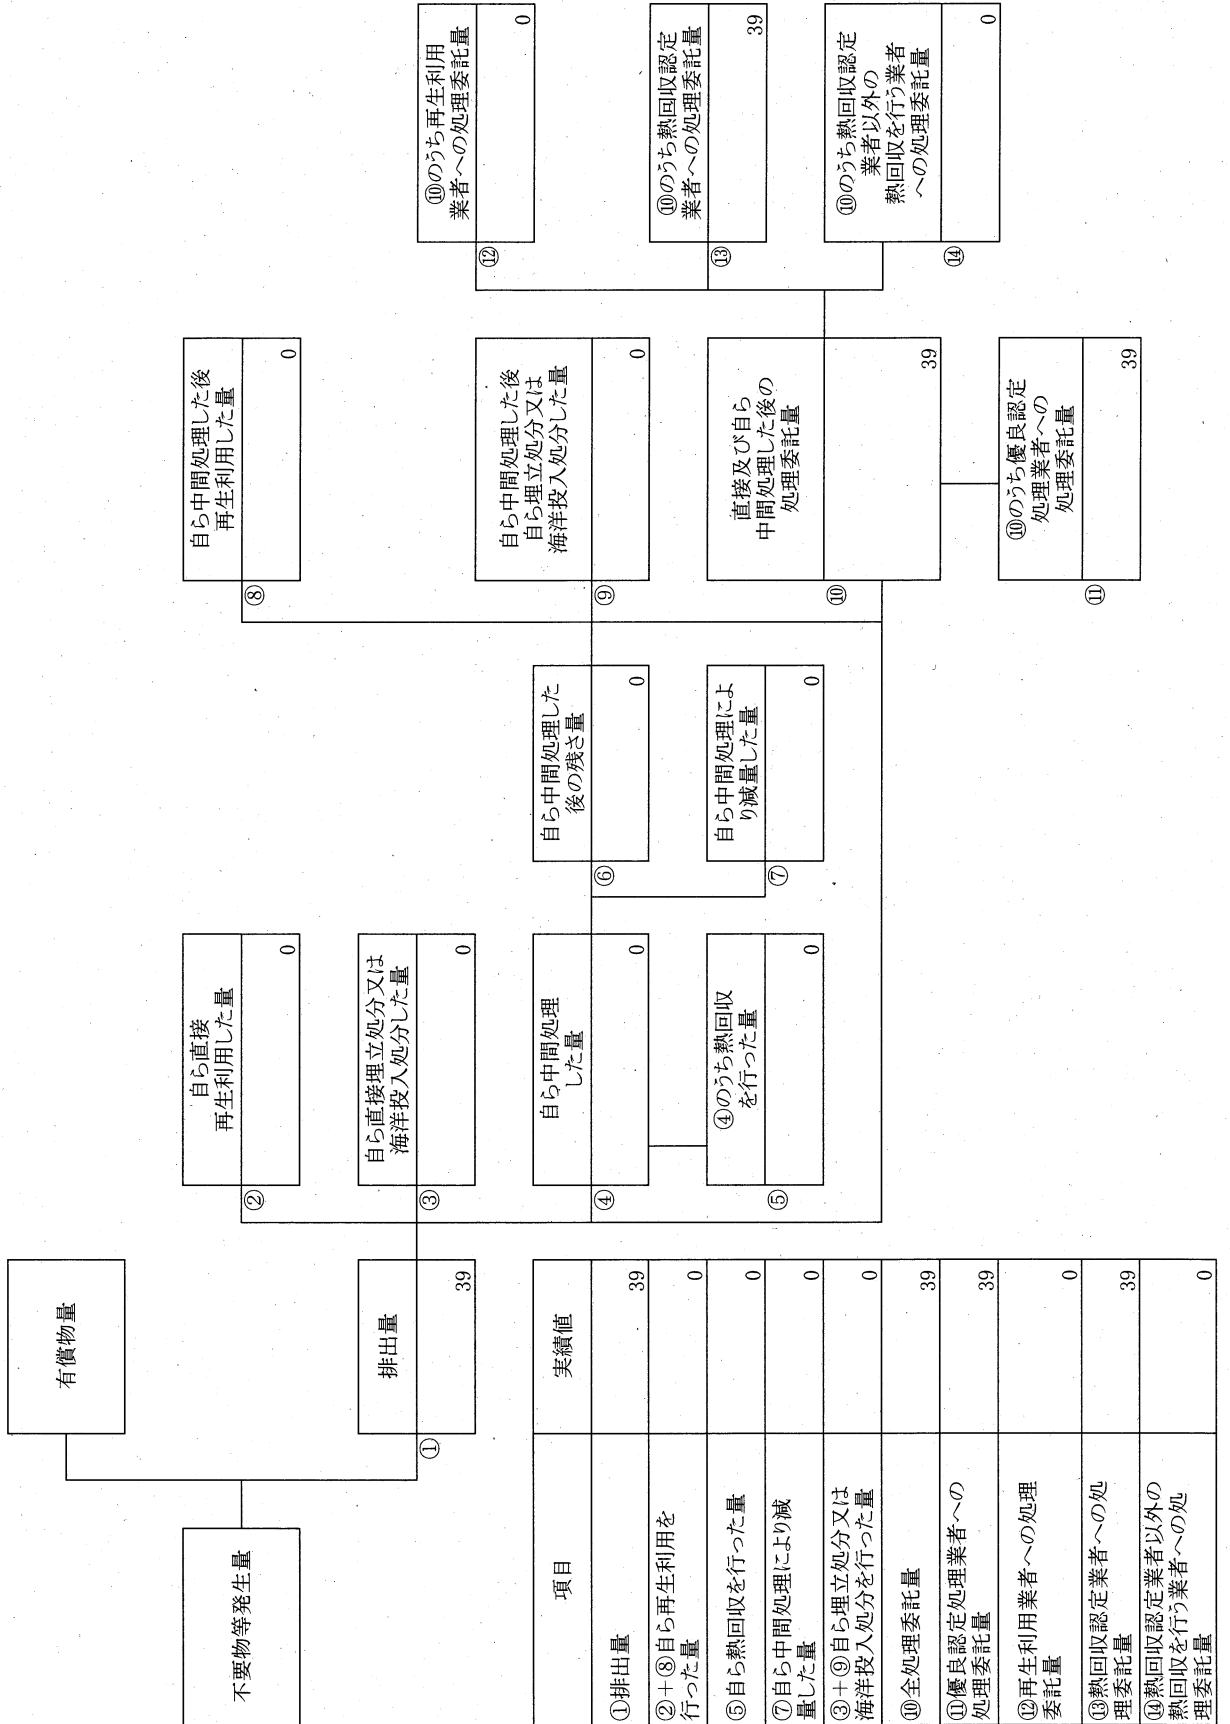 不要物等発生量
有償物量
排出量
①
39
自ら直接
再生利用した量
②
0
自ら直接埋立処分又は
海洋投入処分した量
③
0
自ら中間処理
した量
④
0
④のうち熱回収
を行った量
⑤
0
自ら中間処理した
後の残さ量
⑥
0
自ら中間処理によ
り減量した量
⑦
0
自ら中間処理した後
再生利用した量
⑧
0
自ら中間処理した後
自ら埋立処分又は
海洋投入処分した量
⑨
0
直接及び自ら
中間処理した後の
処理委託量
⑩
39
⑩のうち優良認定
処理業者への
処理委託量
⑪
39
⑩のうち再生利用
業者への処理委託量
⑫
0
⑩のうち熱回収認定
業者への処理委託量
⑬
39
⑩のうち熱回収認定
業者以外の
熱回収を行う業者
への処理委託量
⑭
0
項目 実績値
①排出量 39
②+⑧自ら再生利用を
行った量 0
⑤自ら熱回収を行った量 0
⑦自ら中間処理により減
量した量 0
③+⑨自ら埋立処分又は
海洋投入処分を行った量 0
⑩全処理委託量 39
⑪優良認定処理業者への
処理委託量 39
⑫再生利用業者への処理
委託量 0
⑬熱回収認定業者への処
理委託量 39
⑭熱回収認定業者以外の
熱回収を行う業者への処
理委託量 0